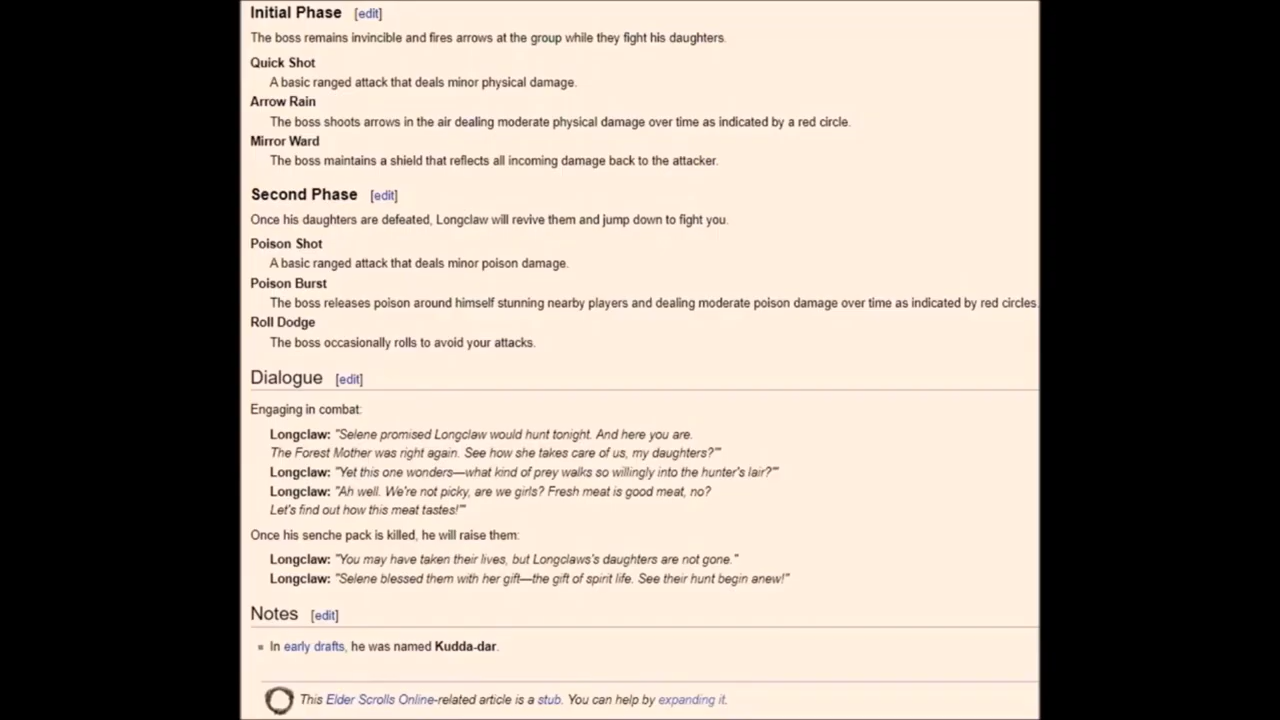 Initial Phase [edit]
The boss remains invincible and fires arrows at the group while they fight his daughters.
Quick Shot
A basic ranged attack that deals minor physical damage.
Arrow Rain
The boss shoots arrows in the air dealing moderate physical damage over time as indicated by a red circle.
Mirror Ward
The boss maintains a shield that reflects all incoming damage back to the attacker.
Second Phase [edit]
Once his daughters are defeated, Longclaw will revive them and jump down to fight you.
Poison Shot
A basic ranged attack that deals minor poison damage.
Poison Burst
The boss releases poison around himself stunning nearby players and dealing moderate poison damage over time as indicated by red circles.
Roll Dodge
The boss occasionally rolls to avoid your attacks.
Dialogue [edit]
Engaging in combat:
Longclaw: "Selene promised Longclaw would hunt tonight. And here you are.
The Forest Mother was right again. See how she takes care of us, my daughters?'"
Longclaw: "Yet this one wonders—what kind of prey walks so willingly into the hunter's lair?'"
Longclaw: "Ah well. We're not picky, are we girls? Fresh meat is good meat, no?
Let's find out how this meat tastes!'"
Once his senche pack is killed, he will raise them:
Longclaw: "You may have taken their lives, but Longclaws's daughters are not gone."
Longclaw: "Selene blessed them with her gift—the gift of spirit life. See their hunt begin anew!"
Notes [edit]
▪ In early drafts, he was named Kudda-dar.
This Elder Scrolls Online-related article is a stub. You can help by expanding it.